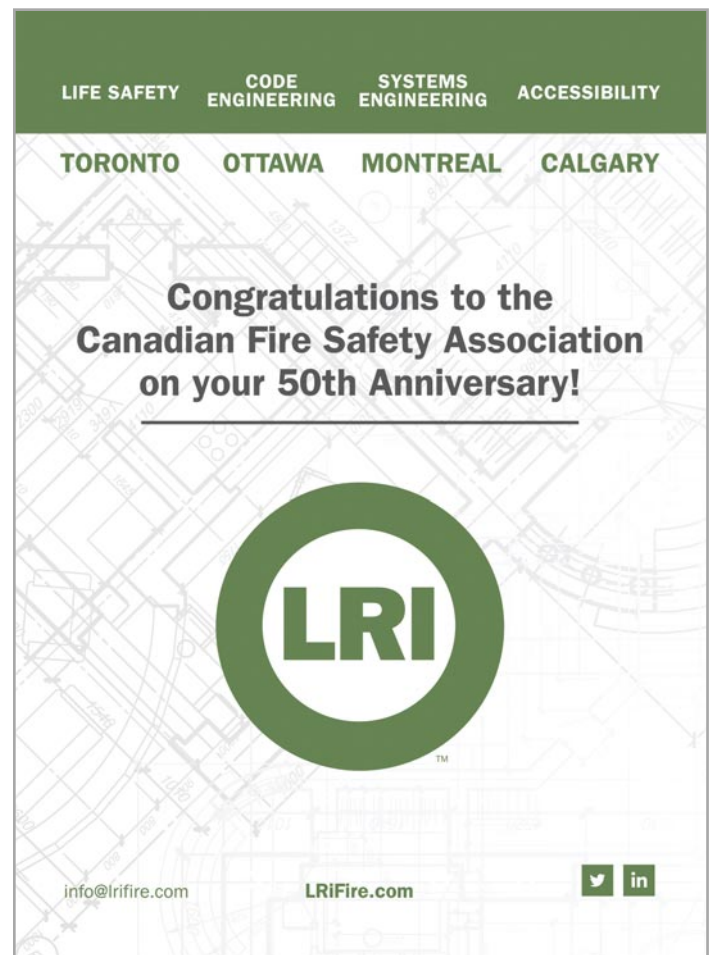 LIFE SAFETY
CODE ENGINEERING
SYSTEMS ENGINEERING
ACCESSIBILITY
TORONTO OTTAWA MONTREAL CALGARY
Congratulations to the
Canadian Fire Safety Association
on your 50th Anniversary!
LRI
TM
info@lrifire.com LRiFire.com in